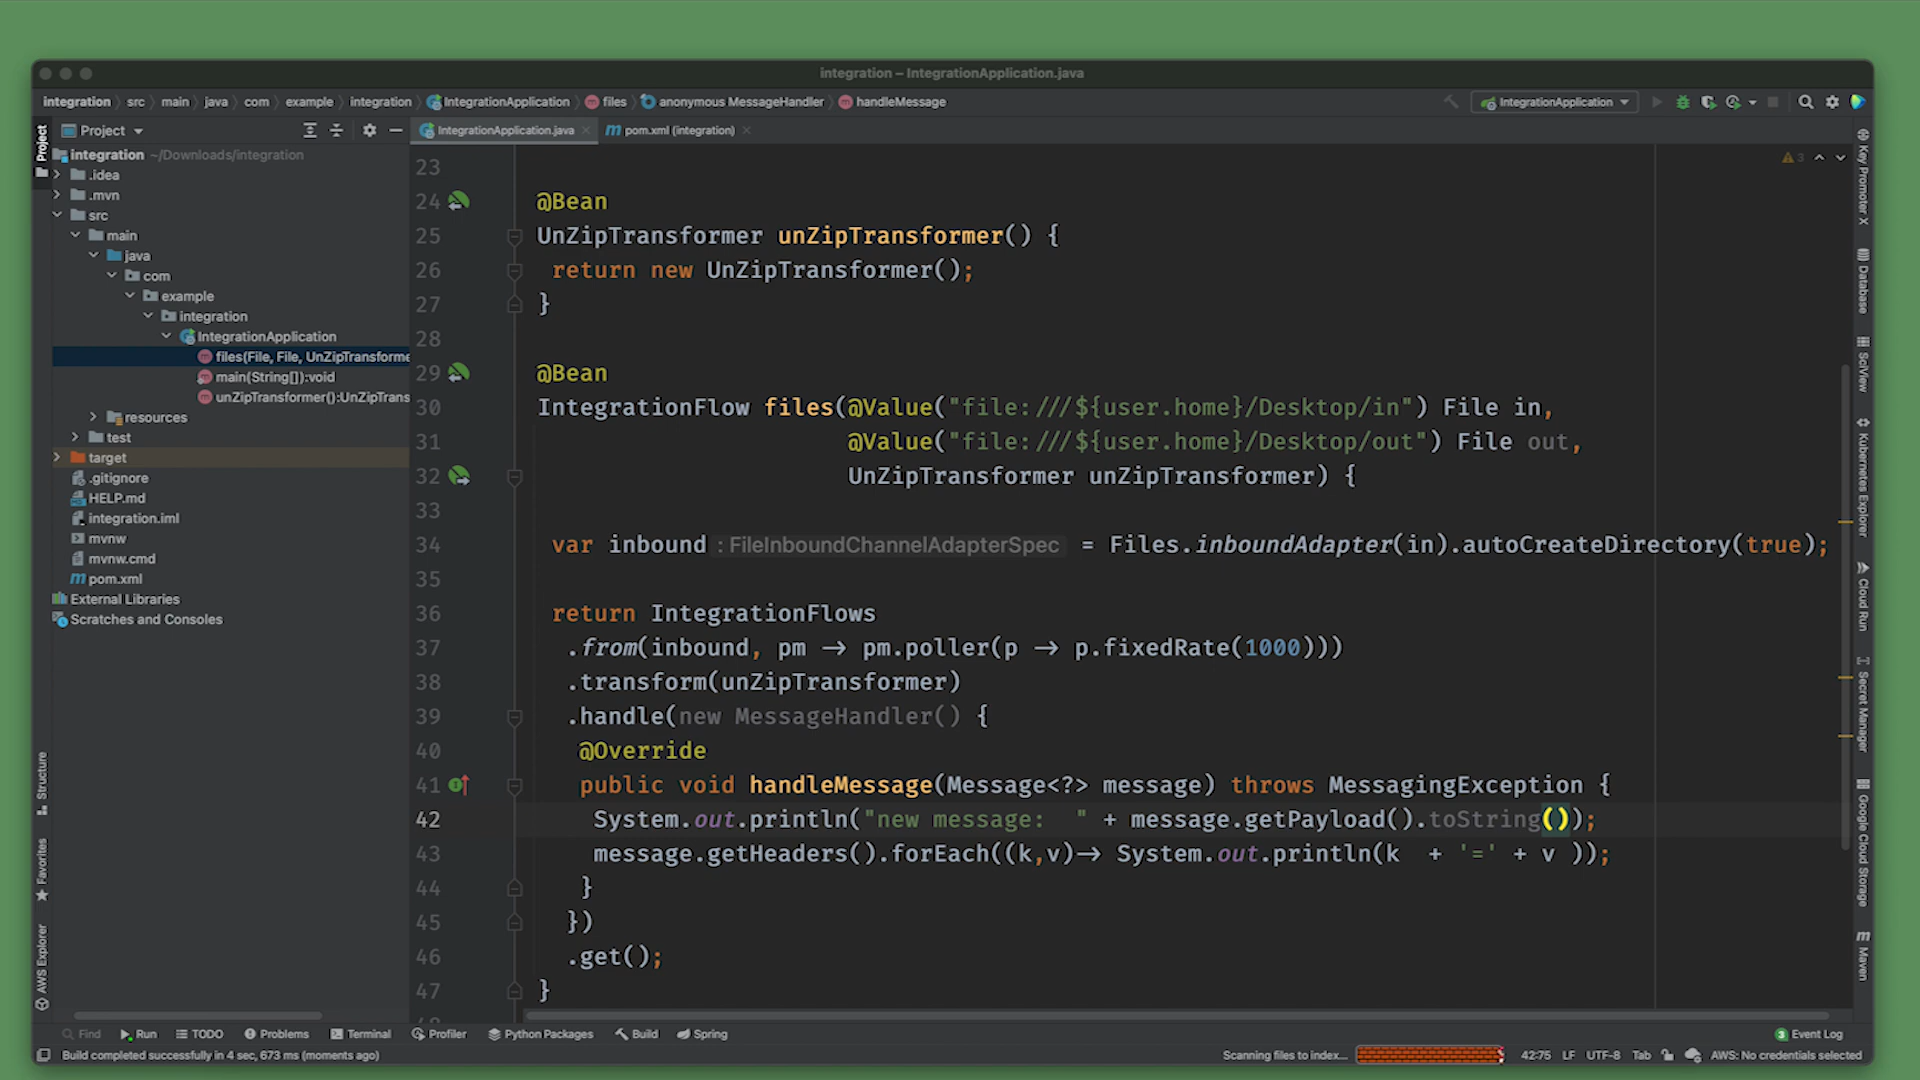 integration – IntegrationApplication.java
integration src main java com example integration IntegrationApplication files anonymous MessageHandler handleMessage
IntegrationApplication
Project
IntegrationApplication.java
pom.xml (integration)
Project
Structure
Favorites
AWS Explorer
integration ~/Downloads/integration
.idea
.mvn
src
main
java
com
example
integration
IntegrationApplication
files(File, File, UnZipTransforme
main(String[]):void
unZipTransformer():UnZipTrans
resources
test
target
.gitignore
HELP.md
integration.iml
mvnw
mvnw.cmd
pom.xml
External Libraries
Scratches and Consoles
3
23
24 @Bean
25 UnZipTransformer unZipTransformer() {
26 return new UnZipTransformer();
27 }
28
29 @Bean
30 IntegrationFlow files(@Value("file:///${user.home}/Desktop/in") File in,
31 @Value("file:///${user.home}/Desktop/out") File out,
32 UnZipTransformer unZipTransformer) {
33
34 var inbound : FileInboundChannelAdapterSpec = Files.inboundAdapter(in).autoCreateDirectory(true);
35
36 return IntegrationFlows
37 .from(inbound, pm → pm.poller(p → p.fixedRate(1000)))
38 .transform(unZipTransformer)
39 .handle(new MessageHandler() {
40 @Override
41 public void handleMessage(Message<?> message) throws MessagingException {
42 System.out.println("new message:  " + message.getPayload().toString());
43 message.getHeaders().forEach((k,v)→ System.out.println(k  + '=' + v ));
44 }
45 })
46 .get();
47 }
Key Promoter X
Database
SciView
Kubernetes Explorer
Cloud Run
Secret Manager
Google Cloud Storage
Maven
Find Run TODO Problems Terminal Profiler Python Packages Build Spring
3 Event Log
Build completed successfully in 4 sec, 673 ms (moments ago)
Scanning files to index... 42:75 LF UTF-8 Tab AWS: No credentials selected